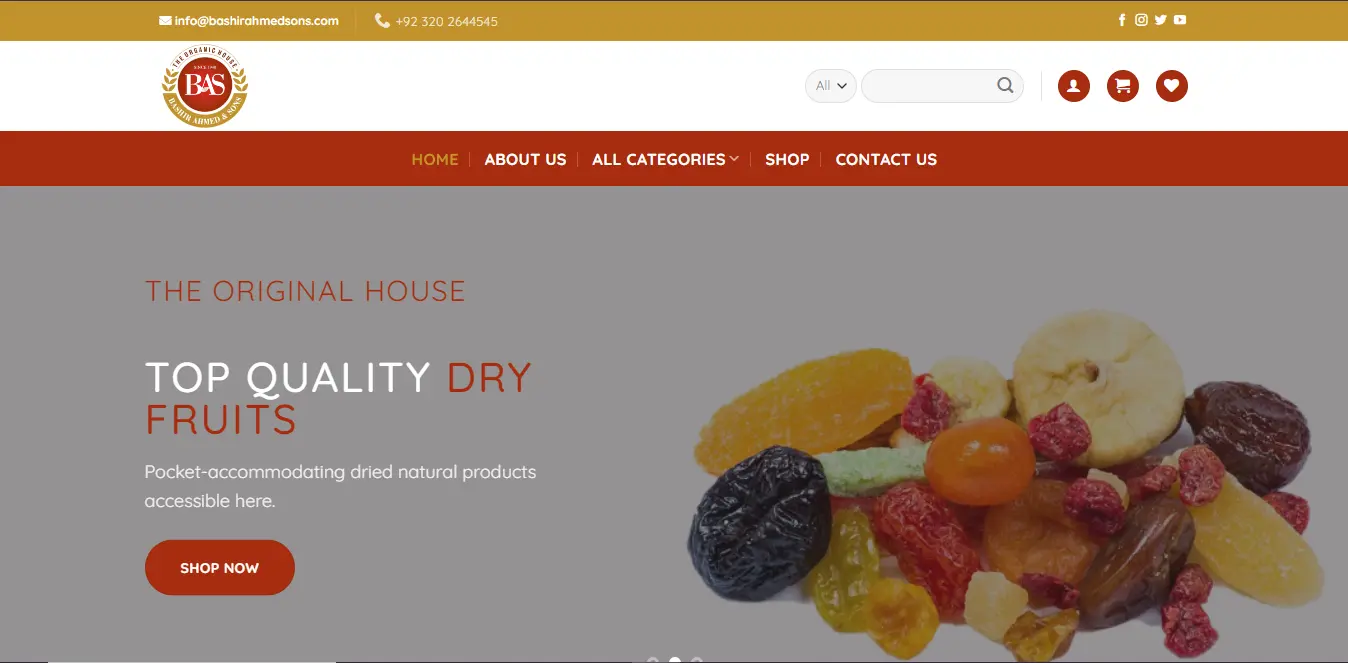 info@bashirahmedsons.com
+92 320 2644545
THE ORGANIC HOUSE
BAS
BASHIR AHMED & SONS
All
HOME
ABOUT US
ALL CATEGORIES
SHOP
CONTACT US
THE ORIGINAL HOUSE
TOP QUALITY DRY
FRUITS
Pocket-accommodating dried natural products
accessible here.
SHOP NOW